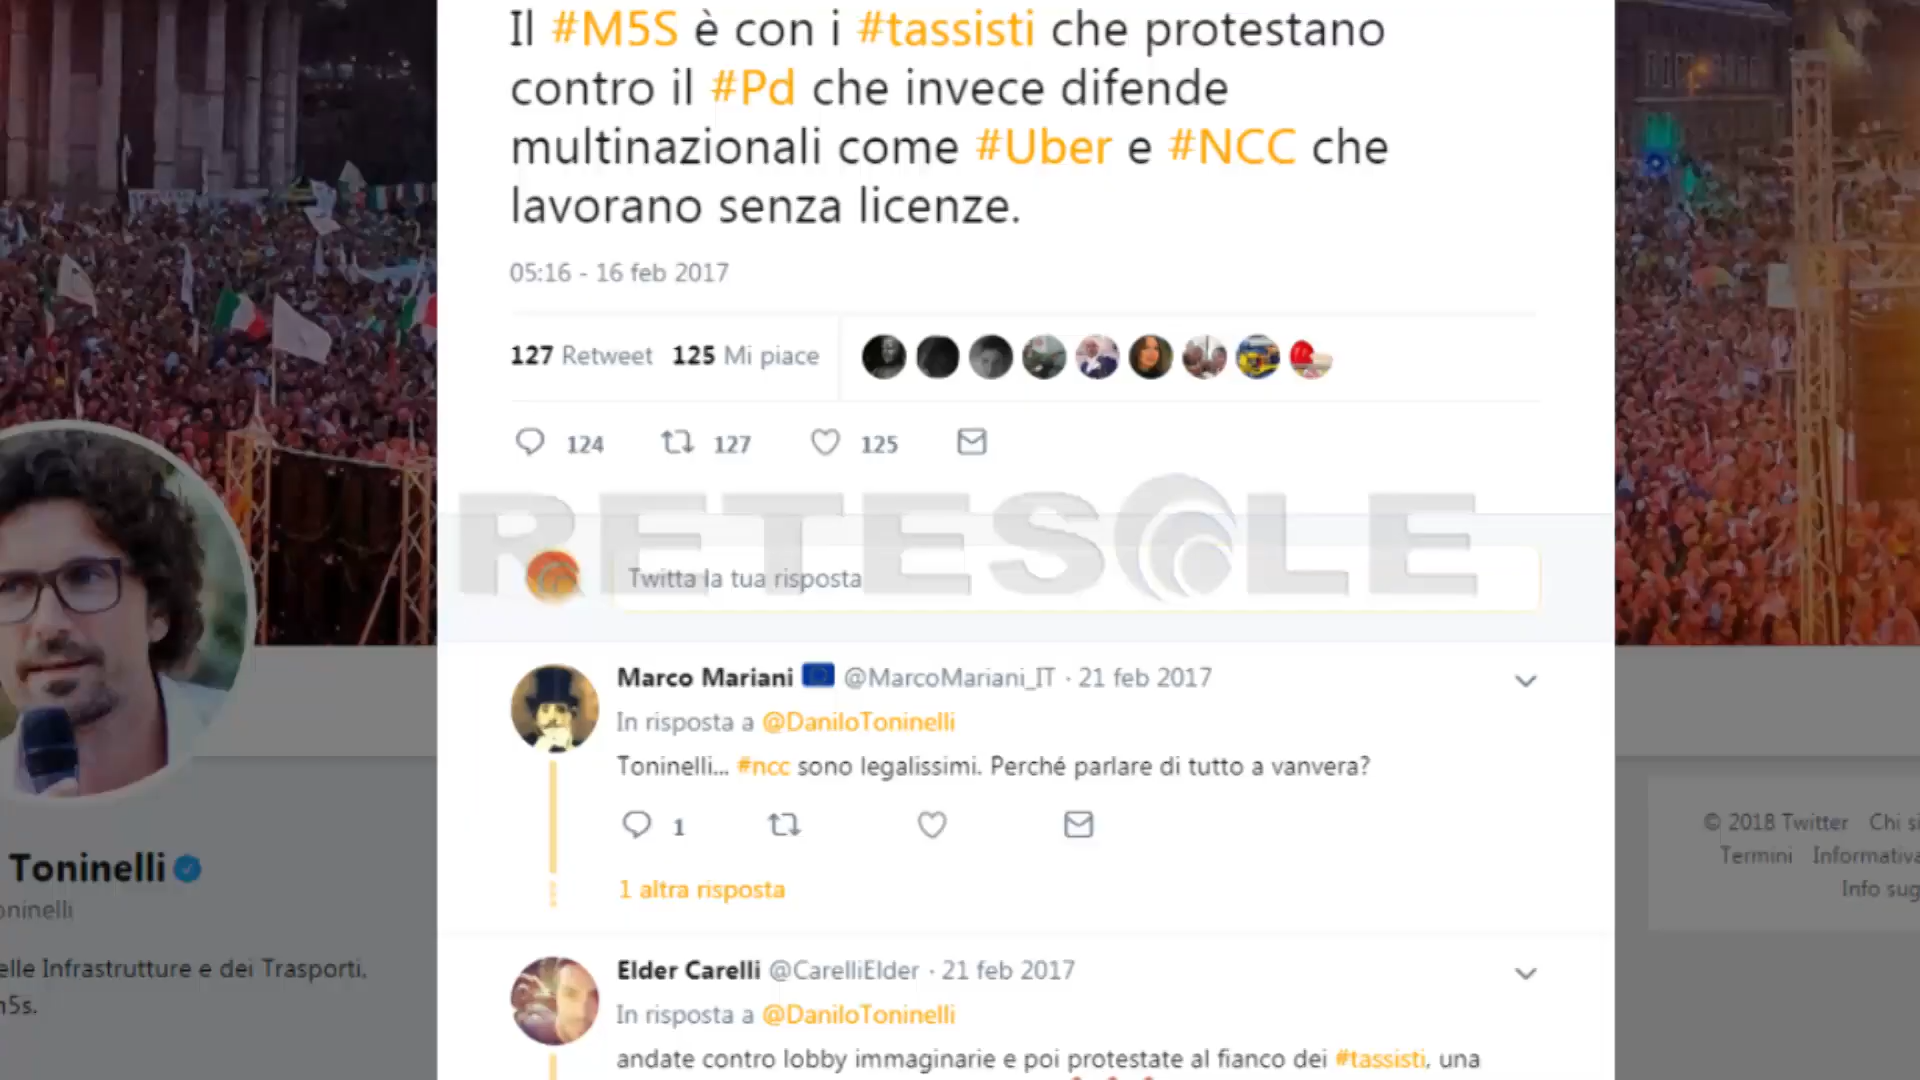 Il #M5S è con i #tassisti che protestano
contro il #Pd che invece difende
multinazionali come #Uber e #NCC che
lavorano senza licenze.
05:16 - 16 feb 2017
127 Retweet 125 Mi piace
124 127 125
RETESOLE
Twitta la tua risposta
Marco Mariani @MarcoMariani_IT · 21 feb 2017
In risposta a @DaniloToninelli
Toninelli... #ncc sono legalissimi. Perché parlare di tutto a vanvera?
1
1 altra risposta
Elder Carelli @CarelliElder · 21 feb 2017
In risposta a @DaniloToninelli
andate contro lobby immaginarie e poi protestate al fianco dei #tassisti, una
Toninelli
oninelli
elle Infrastrutture e dei Trasporti,
n5s.
© 2018 Twitter Chi si
Termini Informativa
Info sug